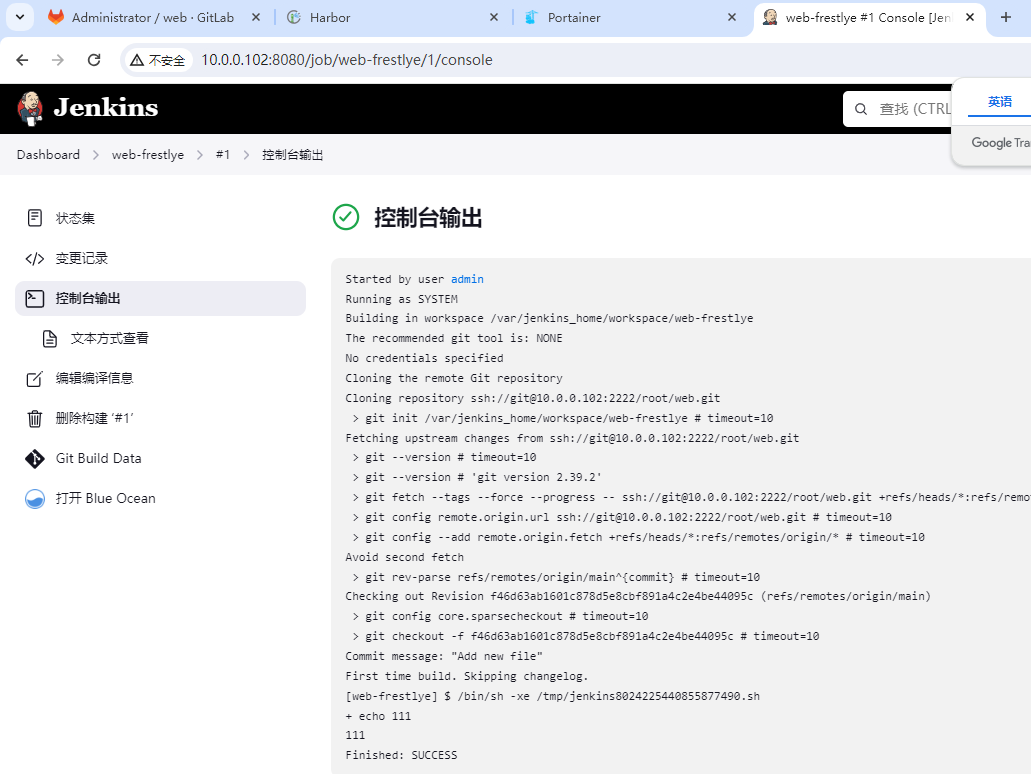 Administrator / web · GitLab
Harbor
Portainer
web-frestlye #1 Console [Jen
不安全
10.0.0.102:8080/job/web-frestlye/1/console
Jenkins
查找 (CTRL
英语
Google Tra
Dashboard
web-frestlye
#1
控制台输出
状态集
变更记录
控制台输出
文本方式查看
编辑编译信息
删除构建 ‘#1’
Git Build Data
打开 Blue Ocean
控制台输出
Started by user admin
Running as SYSTEM
Building in workspace /var/jenkins_home/workspace/web-frestlye
The recommended git tool is: NONE
No credentials specified
Cloning the remote Git repository
Cloning repository ssh://git@10.0.0.102:2222/root/web.git
> git init /var/jenkins_home/workspace/web-frestlye # timeout=10
Fetching upstream changes from ssh://git@10.0.0.102:2222/root/web.git
> git --version # timeout=10
> git --version # 'git version 2.39.2'
> git fetch --tags --force --progress -- ssh://git@10.0.0.102:2222/root/web.git +refs/heads/*:refs/remo
> git config remote.origin.url ssh://git@10.0.0.102:2222/root/web.git # timeout=10
> git config --add remote.origin.fetch +refs/heads/*:refs/remotes/origin/* # timeout=10
Avoid second fetch
> git rev-parse refs/remotes/origin/main^{commit} # timeout=10
Checking out Revision f46d63ab1601c878d5e8cbf891a4c2e4be44095c (refs/remotes/origin/main)
> git config core.sparsecheckout # timeout=10
> git checkout -f f46d63ab1601c878d5e8cbf891a4c2e4be44095c # timeout=10
Commit message: "Add new file"
First time build. Skipping changelog.
[web-frestlye] $ /bin/sh -xe /tmp/jenkins8024225440855877490.sh
+ echo 111
111
Finished: SUCCESS